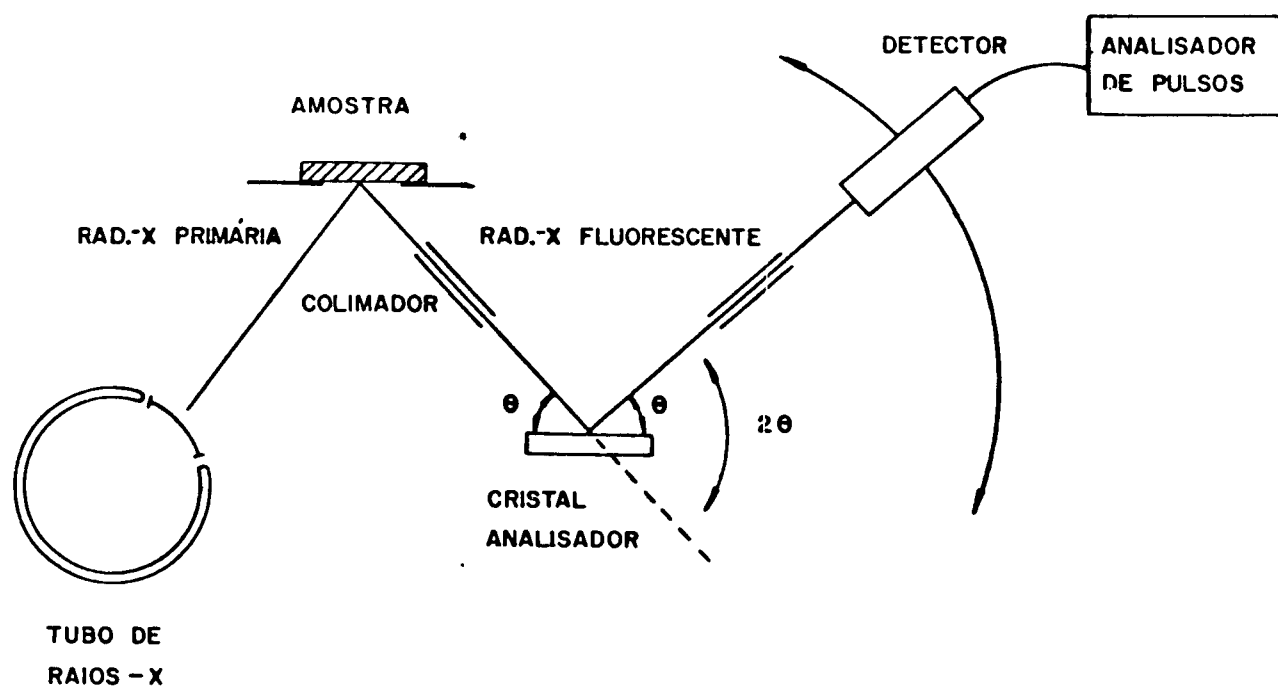 DETECTOR
ANALISADOR
DE PULSOS
AMOSTRA
RAD.-X PRIMÁRIA
RAD.-X FLUORESCENTE
COLIMADOR
θ
θ
2θ
CRISTAL
ANALISADOR
TUBO DE
RAIOS-X